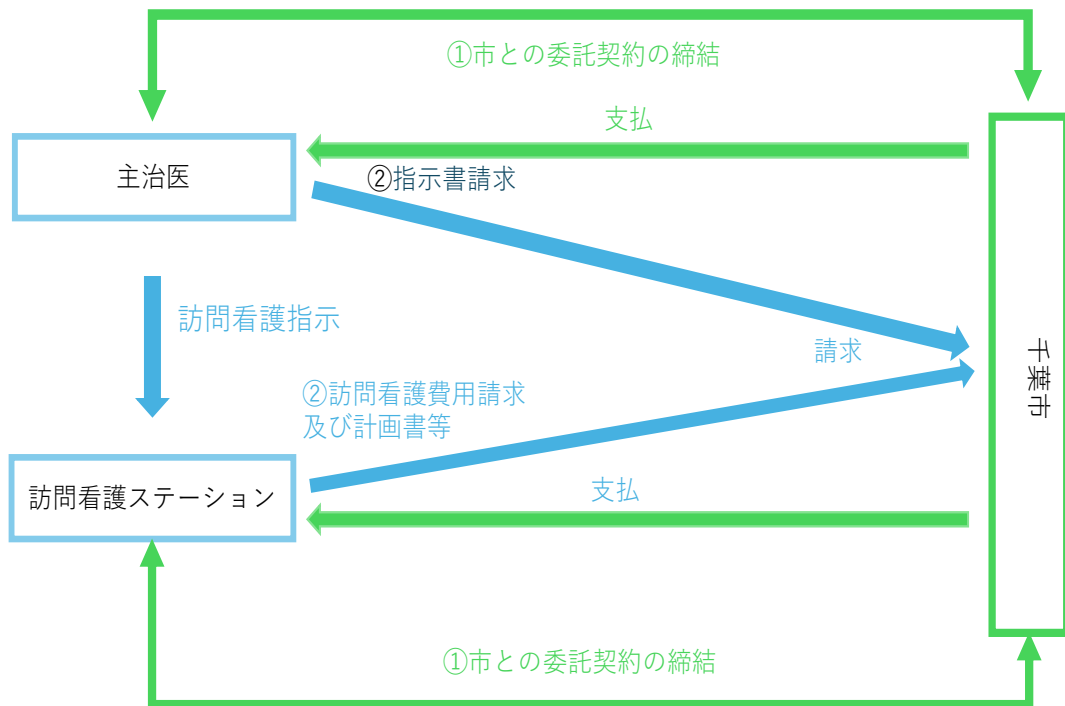 ①市との委託契約の締結
支払
主治医
②指示書請求
訪問看護指示
請求
千葉市
②訪問看護費用請求
及び計画書等
訪問看護ステーション
支払
①市との委託契約の締結